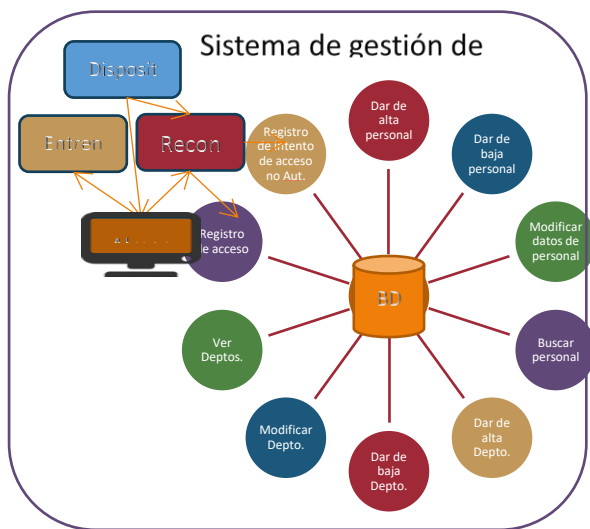 Sistema de gestión de
Disposit
Entren
Recon
Registro
de intento
de acceso
no Aut.
Dar de
alta
personal
Dar de
baja
personal
Registro
de acceso
Modificar
datos de
personal
BD
Ver
Deptos.
Buscar
personal
Modificar
Depto.
Dar de
baja
Depto.
Dar de
alta
Depto.